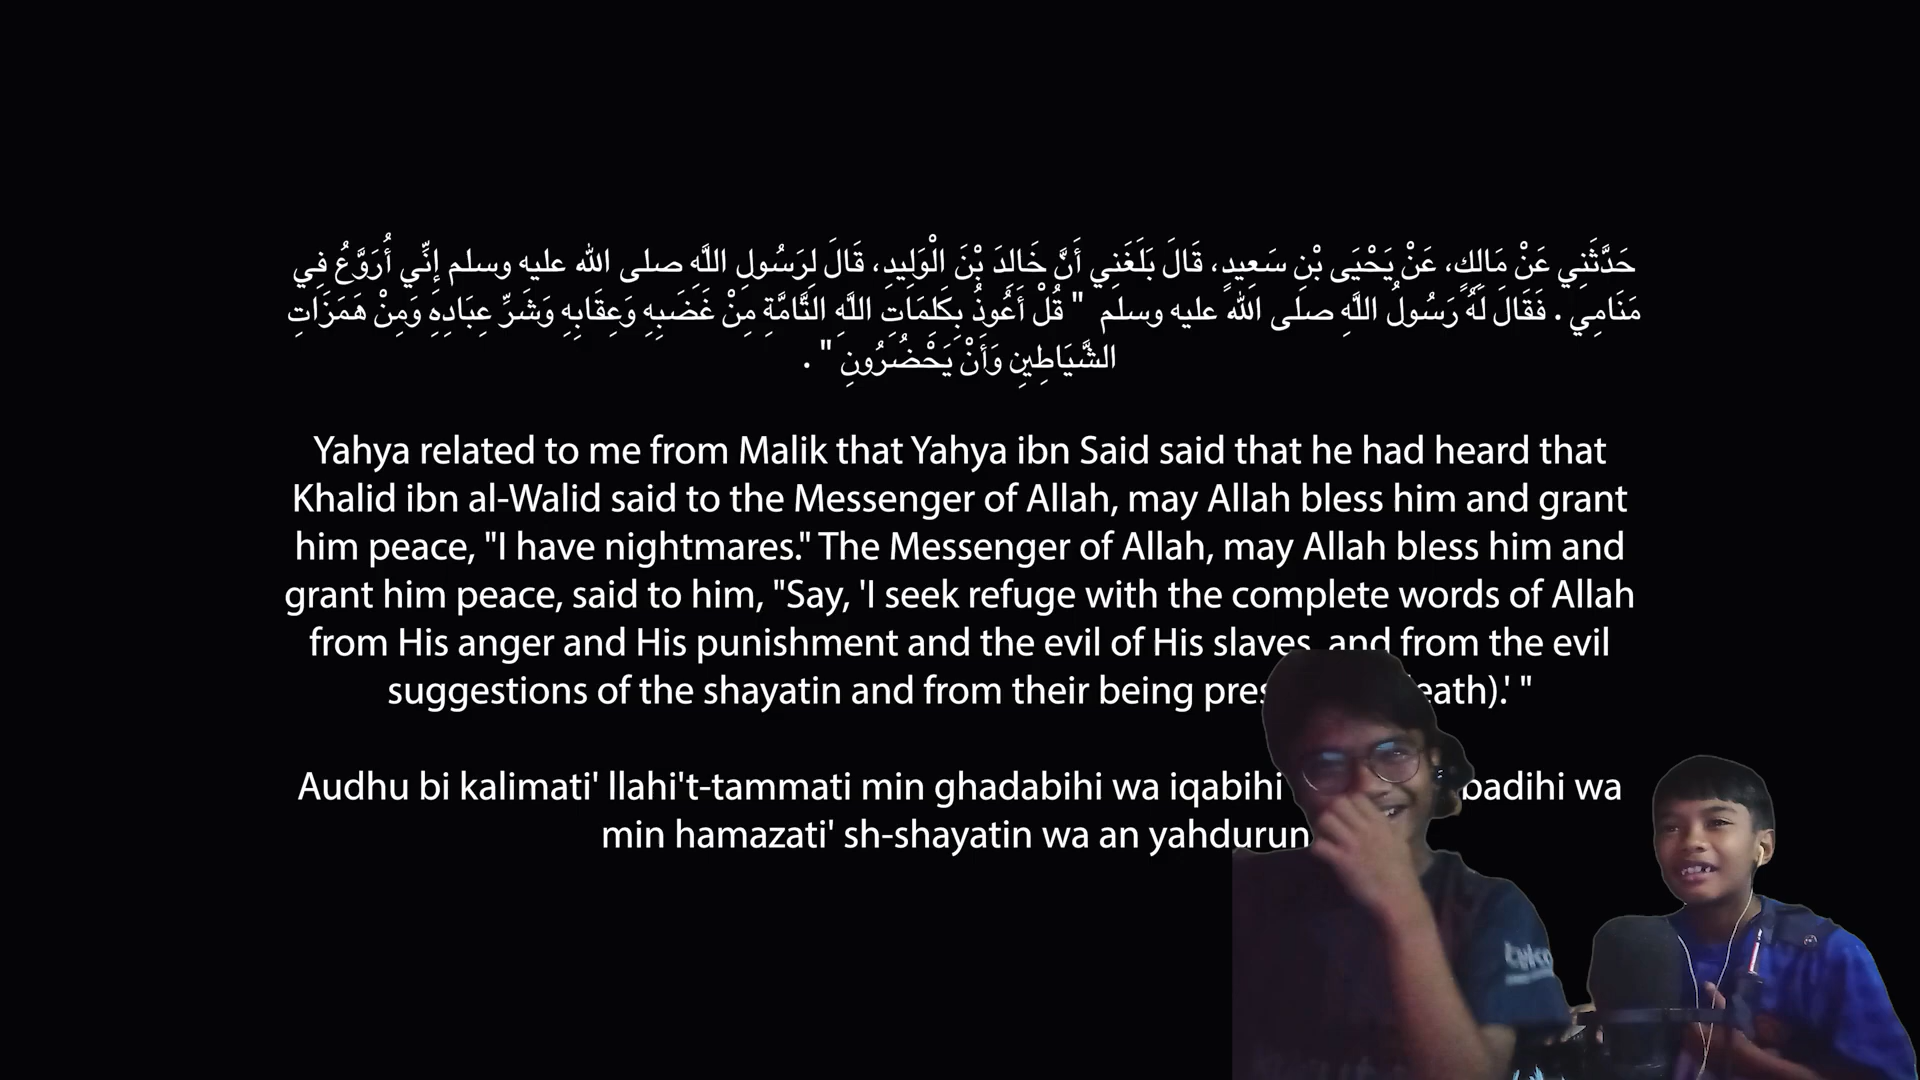 حَدَّثَنِي عَنْ مَالِكٍ، عَنْ يَحْيَى بْنِ سَعِيدٍ، قَالَ بَلَغَنِي أَنَّ خَالِدَ بْنَ الْوَلِيدِ، قَالَ لِرَسُولِ اللَّهِ صلى الله عليه وسلم إِنِّي أُرَوَّعُ فِي
مَنَامِي . فَقَالَ لَهُ رَسُولُ اللَّهِ صلى الله عليه وسلم " قُلْ أَعُوذُ بِكَلِمَاتِ اللَّهِ التَّامَّةِ مِنْ غَضَبِهِ وَعِقَابِهِ وَشَرِّ عِبَادِهِ وَمِنْ هَمَزَاتِ
الشَّيَاطِينِ وَأَنْ يَحْضُرُونِ " .
Yahya related to me from Malik that Yahya ibn Said said that he had heard that
Khalid ibn al-Walid said to the Messenger of Allah, may Allah bless him and grant
him peace, "I have nightmares." The Messenger of Allah, may Allah bless him and
grant him peace, said to him, "Say, 'I seek refuge with the complete words of Allah
from His anger and His punishment and the evil of His slaves, and from the evil
suggestions of the shayatin and from their being
Audhu bi kalimati' llahi't-tammati min ghadabihi wa iqabihi wa
min hamazati' sh-shayatin wa an yahdurun